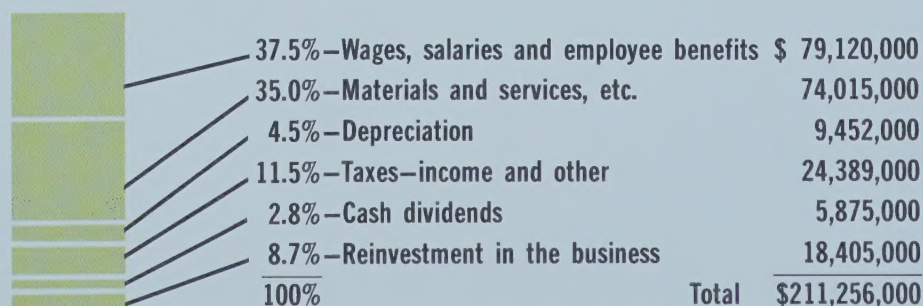 37.5%–Wages, salaries and employee benefits $ 79,120,000
35.0%–Materials and services, etc. 74,015,000
4.5%–Depreciation 9,452,000
11.5%–Taxes–income and other 24,389,000
2.8%–Cash dividends 5,875,000
8.7%–Reinvestment in the business 18,405,000
100% Total $211,256,000